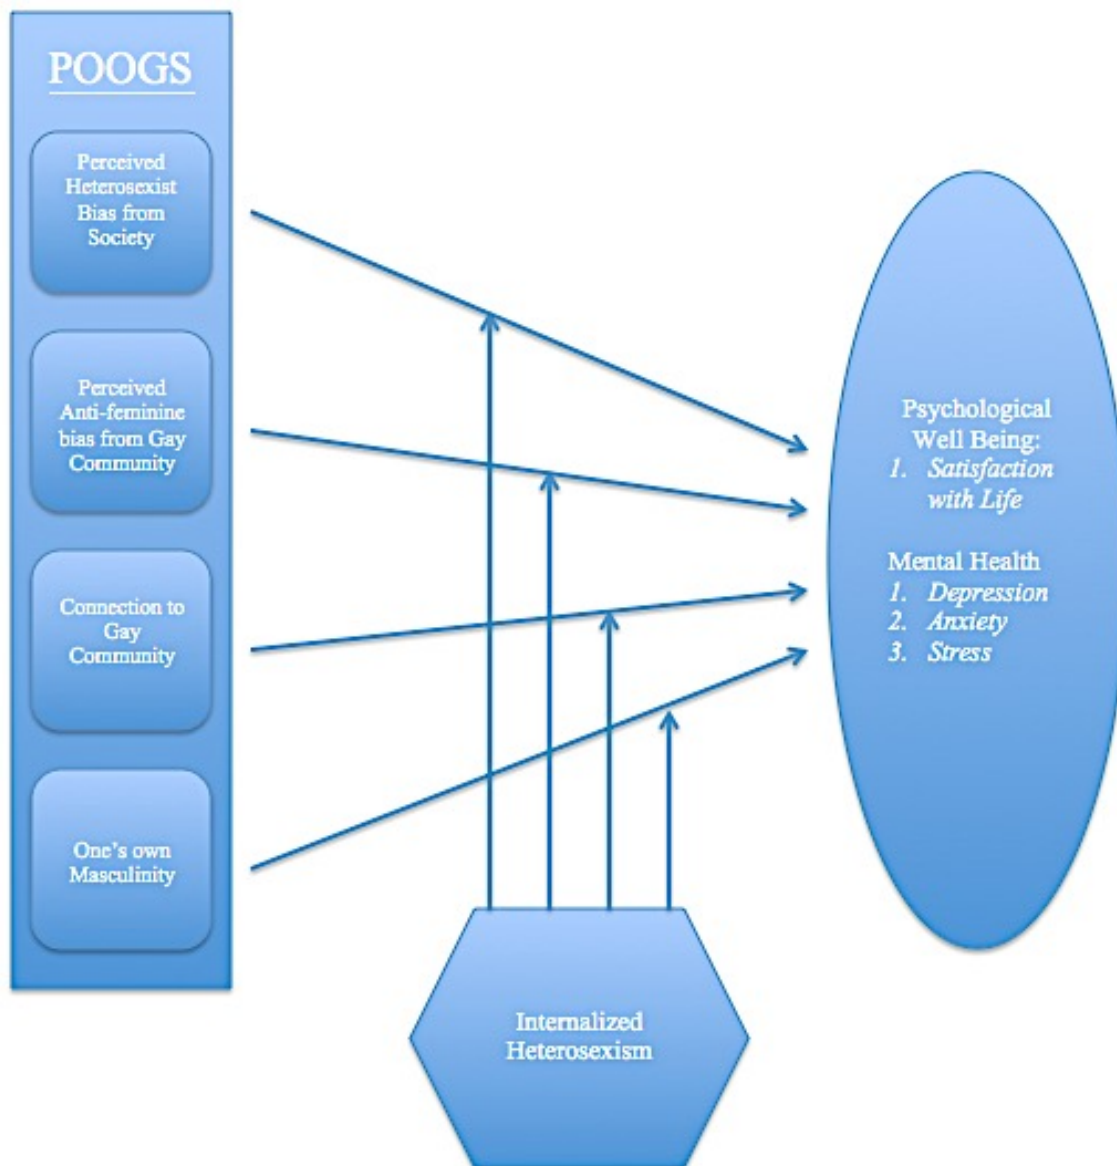 POOGS
Perceived
Heterosexist
Bias from
Society
Perceived
Anti-feminine
bias from Gay
Community
Connection to
Gay
Community
One's own
Masculinity
Psychological
Well Being:
1. Satisfaction
with Life
Mental Health
1. Depression
2. Anxiety
3. Stress
Internalized
Heterosexism